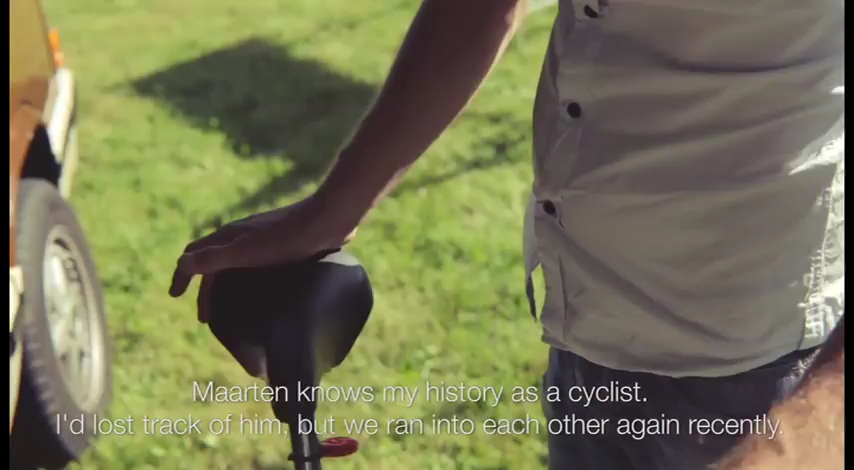 Maarten knows my history as a cyclist.
I'd lost track of him, but we ran into each other again recently.